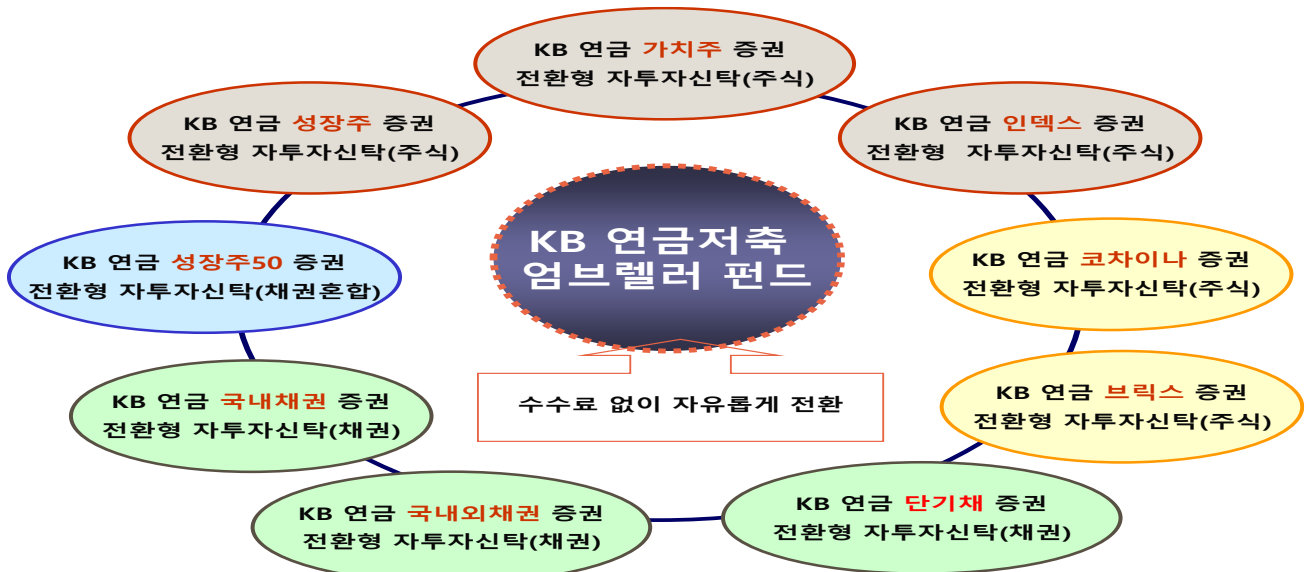 KB 연금 가치주 증권
전환형 자투자신탁(주식)
KB 연금 성장주 증권
전환형 자투자신탁(주식)
KB 연금 인덱스 증권
전환형 자투자신탁(주식)
KB 연금저축
엄브렐러 펀드
KB 연금 성장주50 증권
전환형 자투자신탁(채권혼합)
KB 연금 코차이나 증권
전환형 자투자신탁(주식)
수수료 없이 자유롭게 전환
KB 연금 국내채권 증권
전환형 자투자신탁(채권)
KB 연금 브릭스 증권
전환형 자투자신탁(주식)
KB 연금 국내외채권 증권
전환형 자투자신탁(채권)
KB 연금 단기채 증권
전환형 자투자신탁(채권)